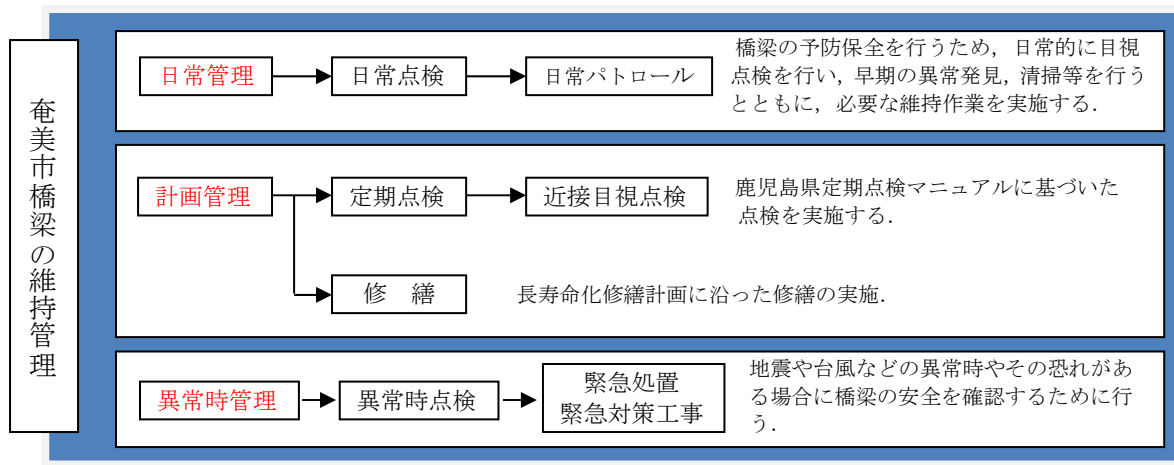 奄美市橋梁の維持管理
日常管理
日常点検
日常パトロール
橋梁の予防保全を行うため，日常的に目視
点検を行い，早期の異常発見，清掃等を行う
とともに，必要な維持作業を実施する．
計画管理
定期点検
近接目視点検
鹿児島県定期点検マニュアルに基づいた
点検を実施する．
修　繕
長寿命化修繕計画に沿った修繕の実施．
異常時管理
異常時点検
緊急処置
緊急対策工事
地震や台風などの異常時やその恐れがあ
る場合に橋梁の安全を確認するために行
う．